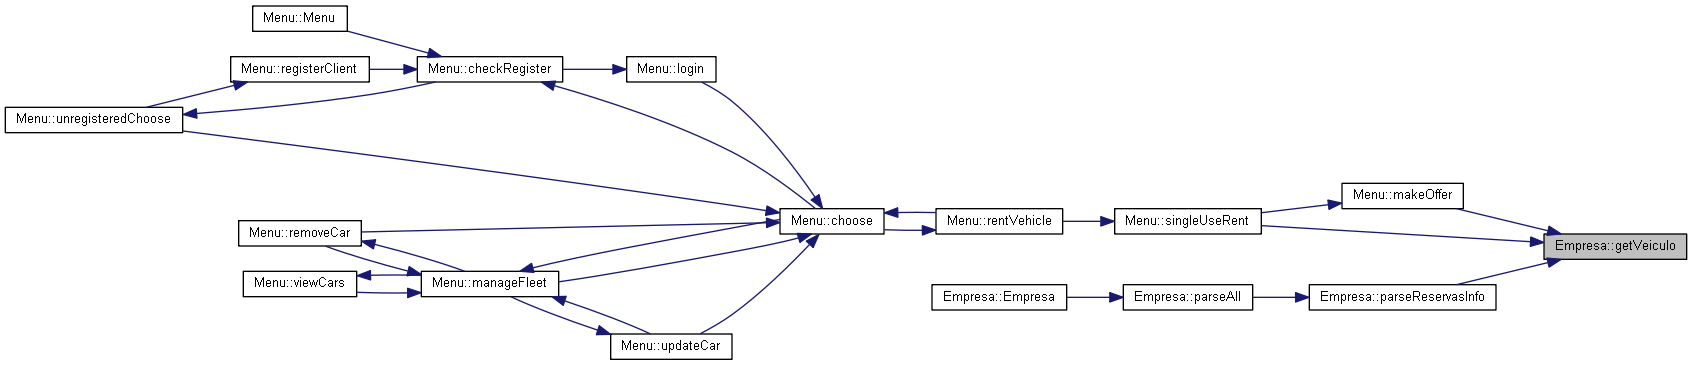 Menu::Menu
Menu::registerClient
Menu::checkRegister
Menu::login
Menu::unregisteredChoose
Menu::makeOffer
Menu::choose
Menu::rentVehicle
Menu::singleUseRent
Menu::removeCar
Empresa::getVeiculo
Menu::viewCars
Menu::manageFleet
Empresa::Empresa
Empresa::parseAll
Empresa::parseReservasInfo
Menu::updateCar